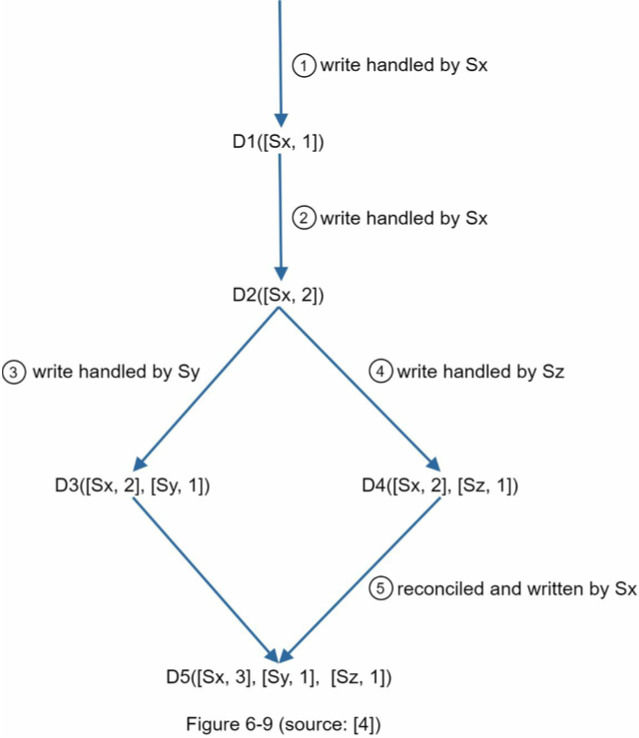 ① write handled by Sx
D1([Sx, 1])
② write handled by Sx
D2([Sx, 2])
③ write handled by Sy
④ write handled by Sz
D3([Sx, 2], [Sy, 1])
D4([Sx, 2], [Sz, 1])
⑤ reconciled and written by Sx
D5([Sx, 3], [Sy, 1], [Sz, 1])
Figure 6-9 (source: [4])